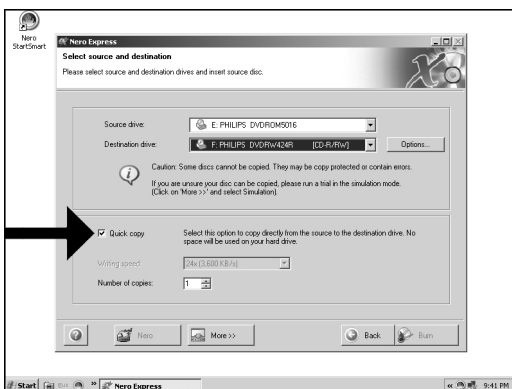 Nero
StartSmart
Nero Express
Select source and destination
Please select source and destination drives and insert source disc.
Source drive:
E: PHILIPS DVDROM5016
Destination drive:
F: PHILIPS DVDRW424R [CD-R/RW]
Options...
Caution: Some discs cannot be copied. They may be copy protected or contain errors.
If you are unsure your disc can be copied, please run a trial in the simulation mode.
(Click on 'More >>' and select Simulation).
Quick copy
Select this option to copy directly from the source to the destination drive. No
space will be used on your hard drive.
Writing speed:
24x (3,600 KB/s)
Number of copies:
1
Nero
More >>
Back
Burn
Start
Nero Express
9:41 PM